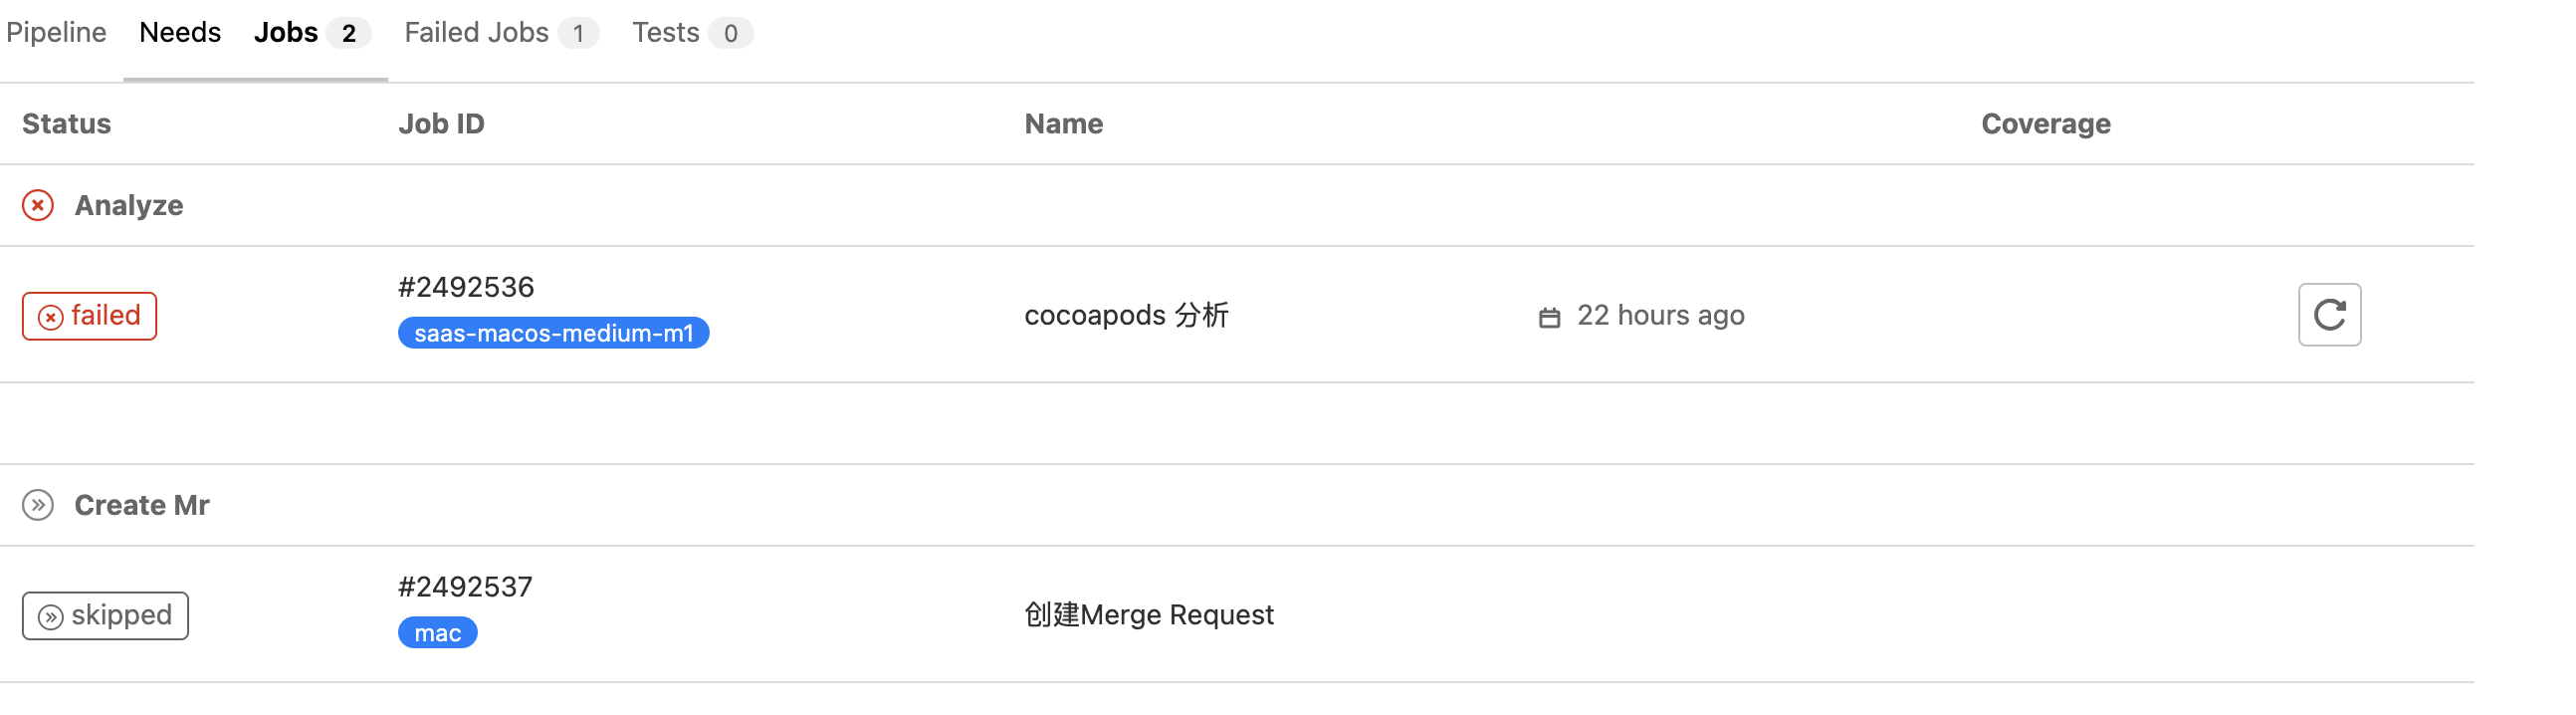 Pipeline Needs Jobs 2 Failed Jobs 1 Tests 0
Status Job ID Name Coverage
Analyze
failed #2492536 saas-macos-medium-m1 cocoapods 分析 22 hours ago
Create Mr
skipped #2492537 mac 创建Merge Request